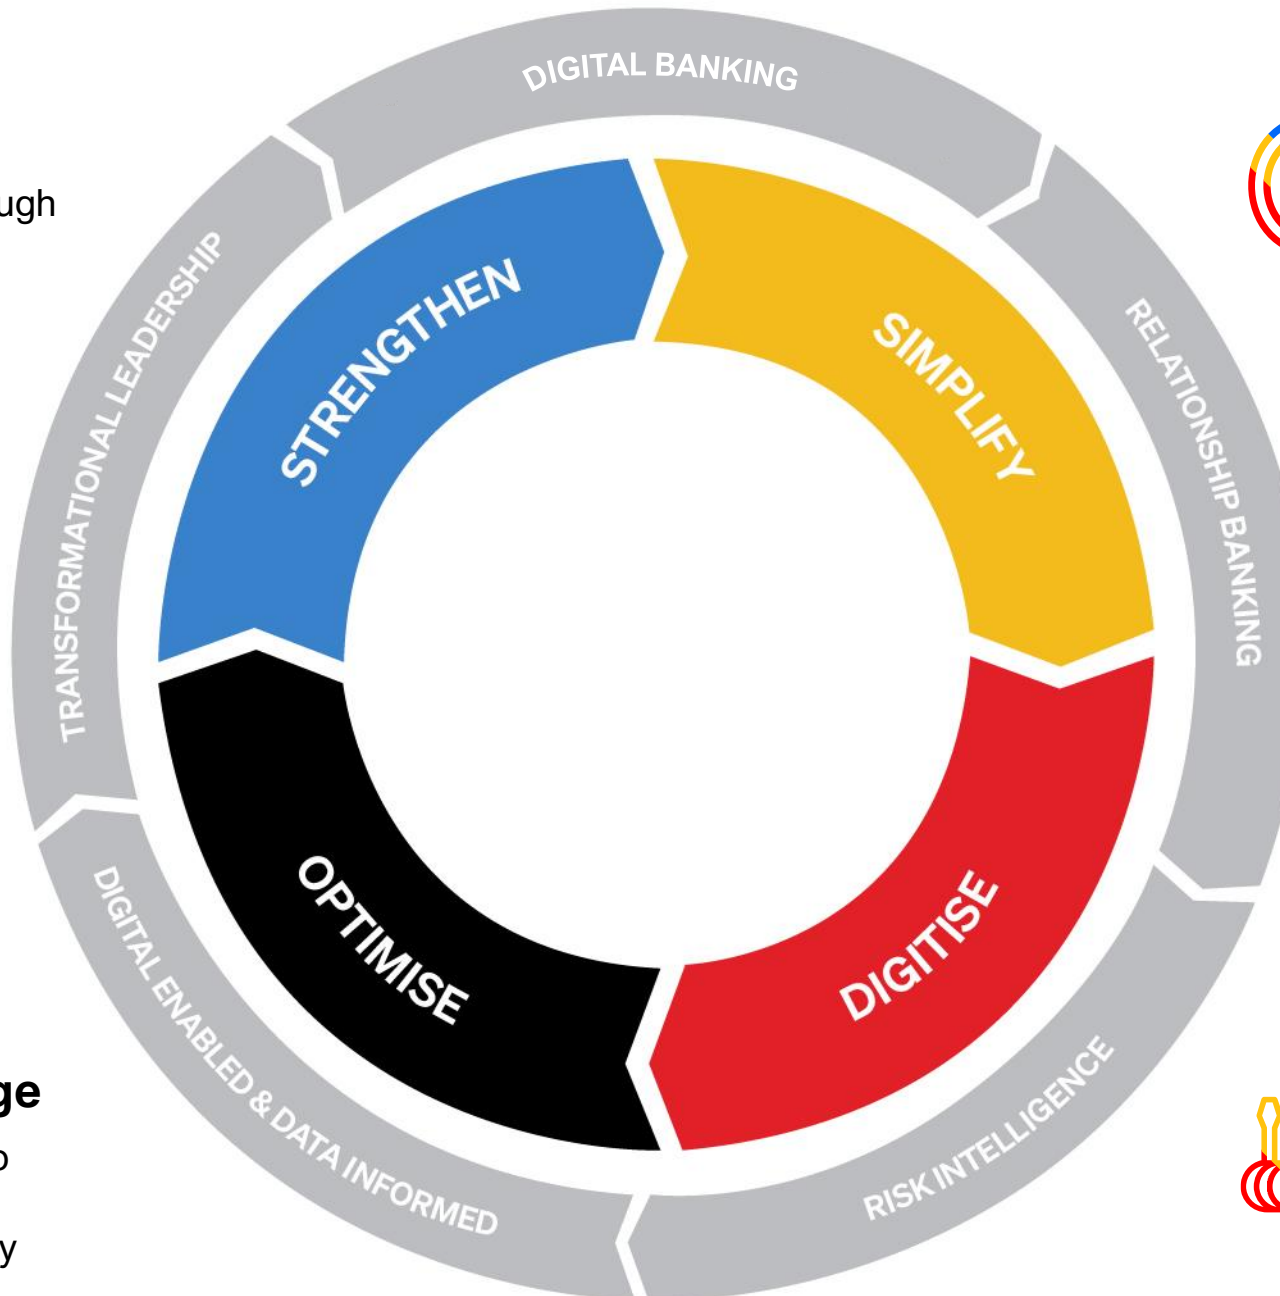 DIGITAL BANKING
ugh
STRENGTHEN
SIMPLIFY
TRANSFORMATIONAL LEADERSHIP
RELATIONSHIP BANKING
OPTIMISE
DIGITISE
DIGITAL ENABLED & DATA INFORMED
RISK INTELLIGENCE
ge
o
y